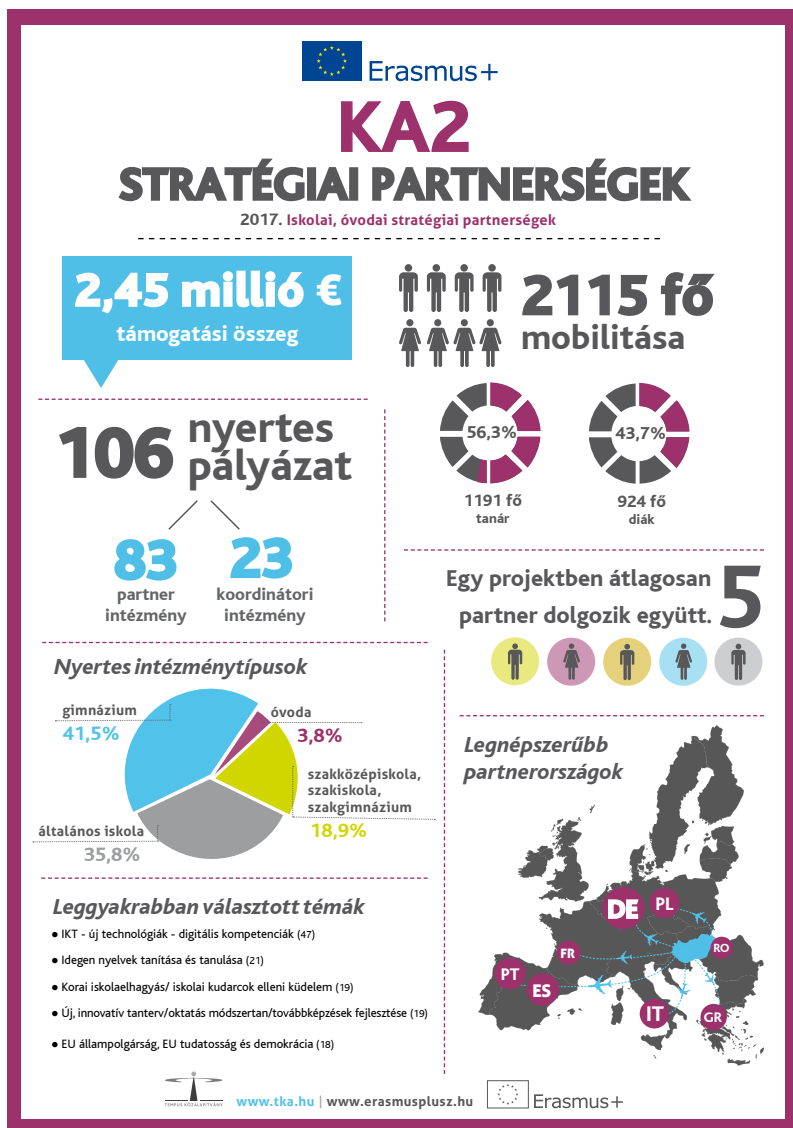 Erasmus+
KA2
STRATÉGIAI PARTNERSÉGEK
2017. Iskolai, óvodai stratégiai partnerségek
2,45 millió €
támogatási összeg
2115 fő
mobilitása
56,3%
1191 fő
tanár
43,7%
924 fő
diák
106 nyertes
pályázat
83
partner
intézmény
23
koordinátori
intézmény
Egy projektben átlagosan 5
partner dolgozik együtt.
Nyertes intézménytípusok
gimnázium
41,5%
óvoda
3,8%
szakközépiskola,
szakiskola,
szakgimnázium
18,9%
általános iskola
35,8%
Legnépszerűbb
partnerországok
DE
PL
RO
FR
PT
ES
IT
GR
Leggyakrabban választott témák
• IKT - új technológiák - digitális kompetenciák (47)
• Idegen nyelvek tanítása és tanulása (21)
• Korai iskolaelhagyás/ iskolai kudarcok elleni küdelem (19)
• Új, innovatív tanterv/oktatás módszertan/továbbképzések fejlesztése (19)
• EU állampolgárság, EU tudatosság és demokrácia (18)
TEMPUS KÖZALAPÍTVÁNY
www.tka.hu | www.erasmusplusz.hu
Erasmus+